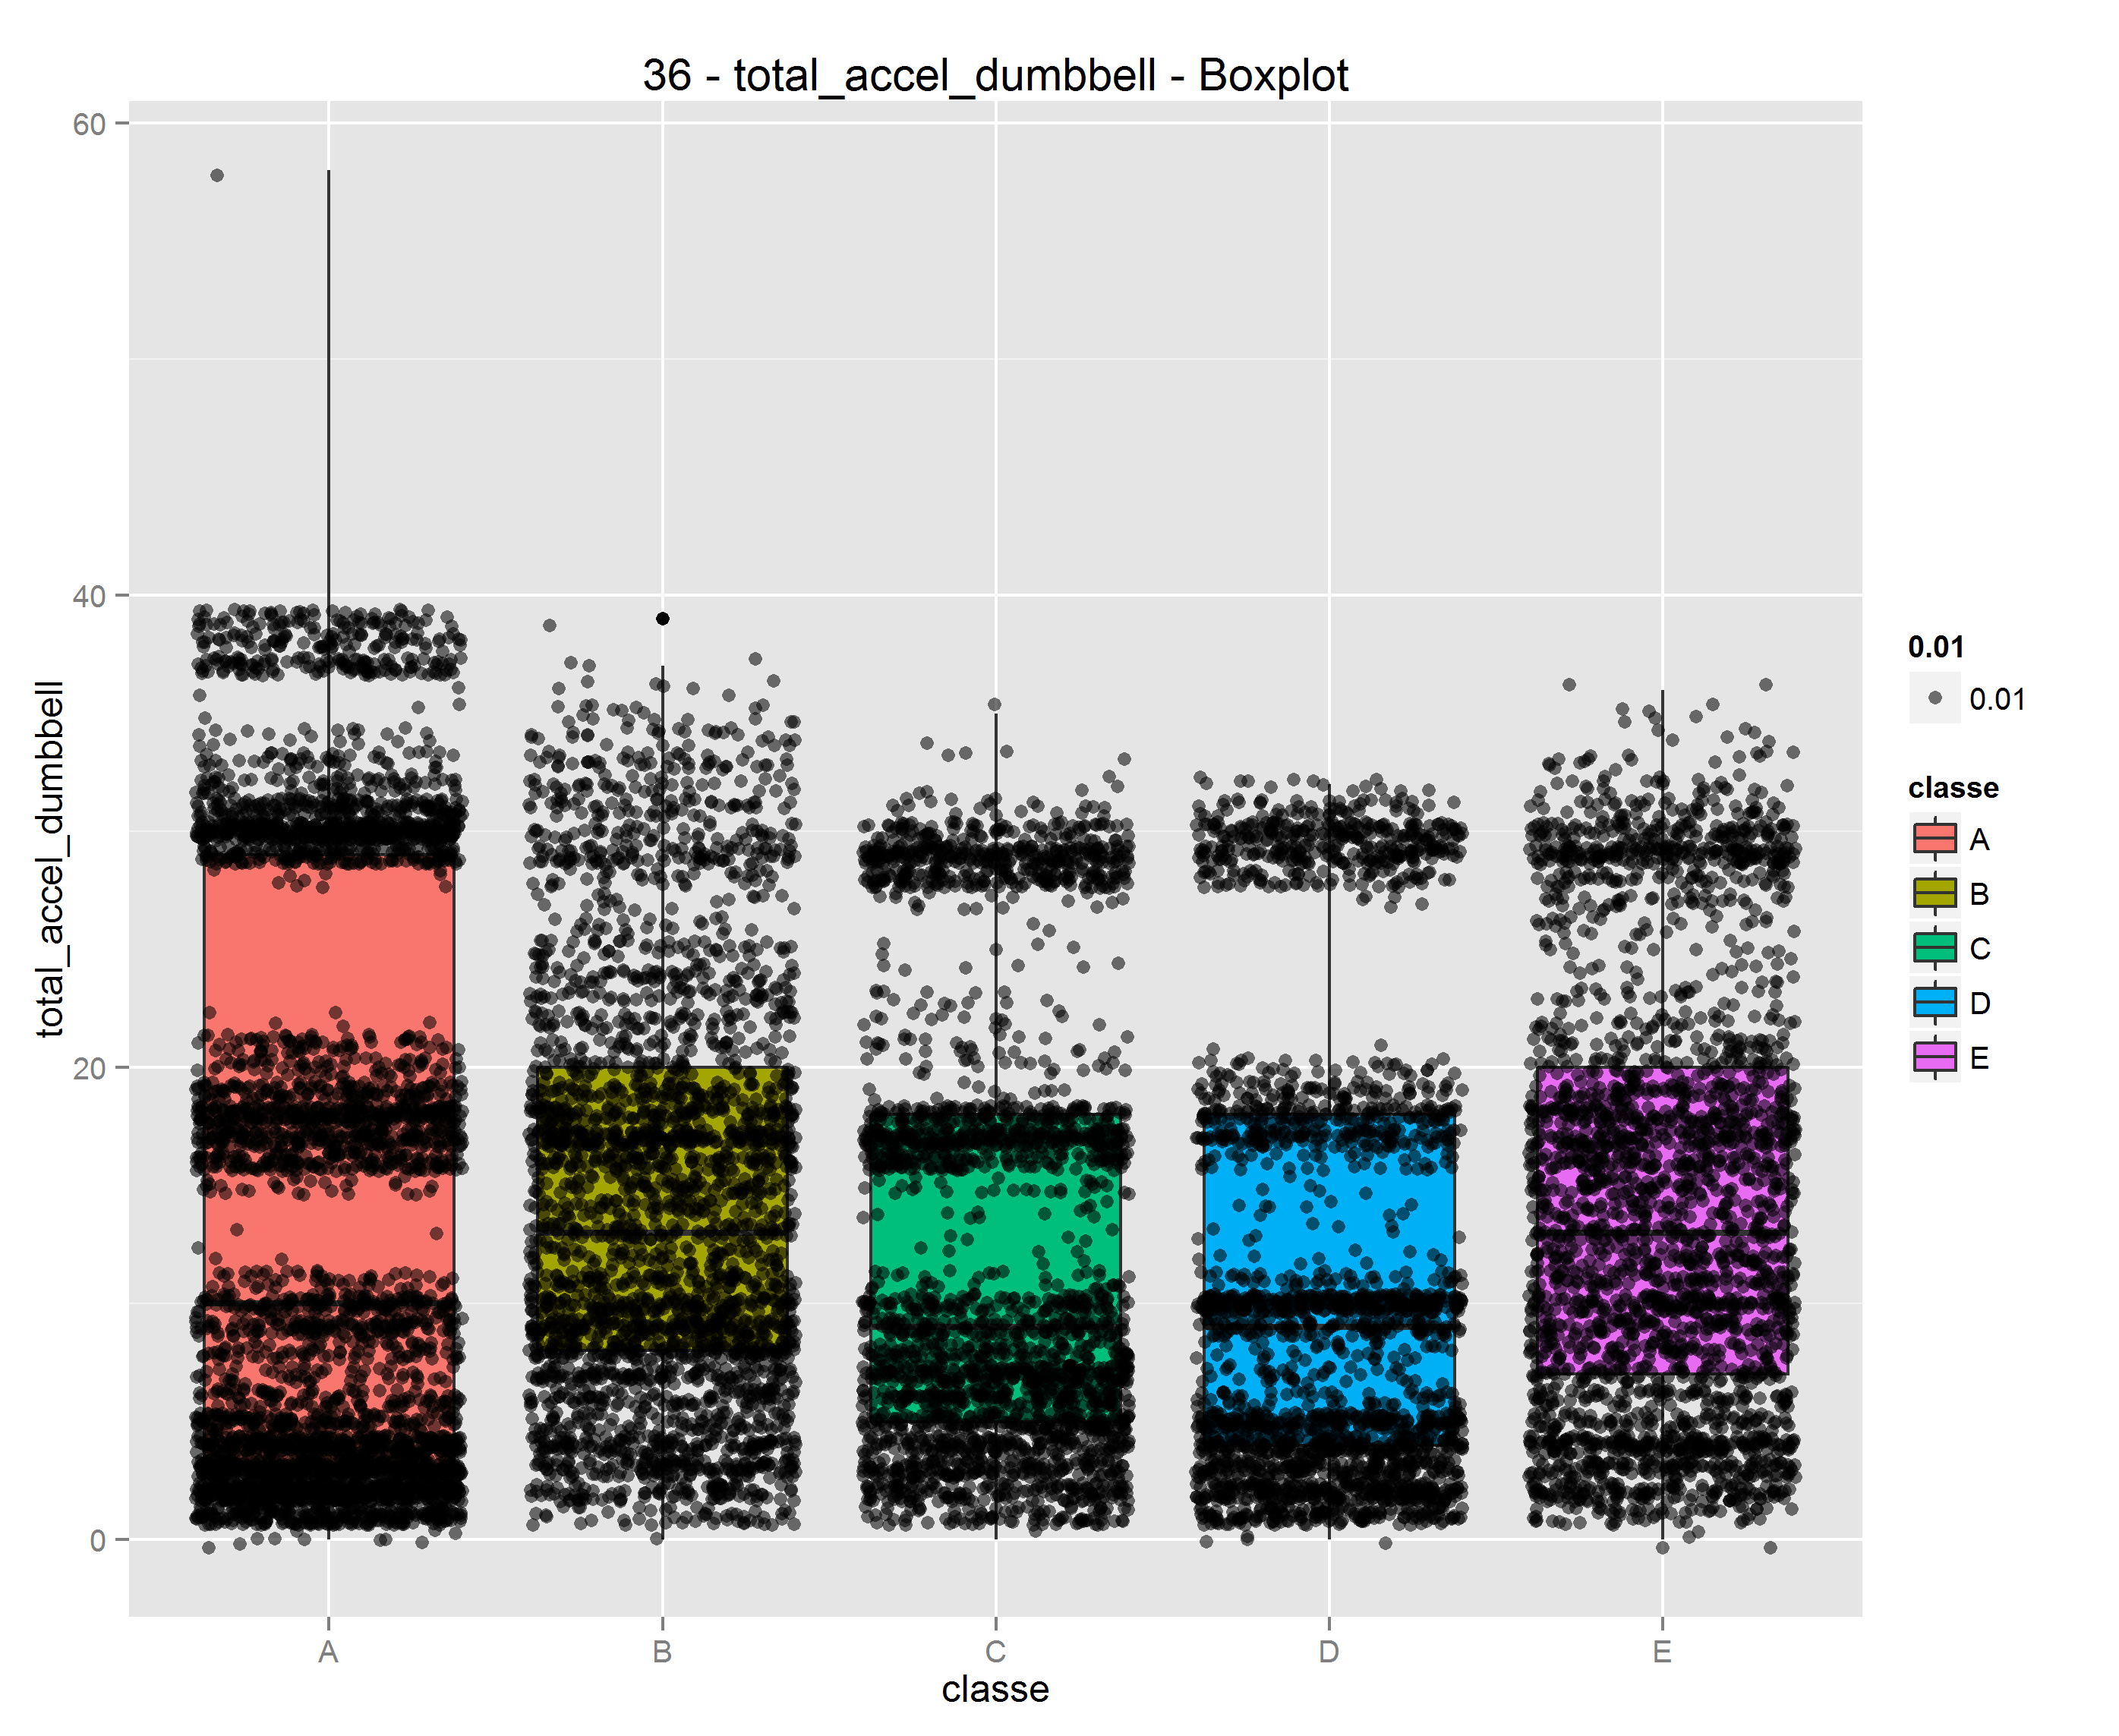 36 - total_accel_dumbbell - Boxplot
total_accel_dumbbell
60
40
20
0
A B C D E
classe
0.01
0.01
classe
A
B
C
D
E